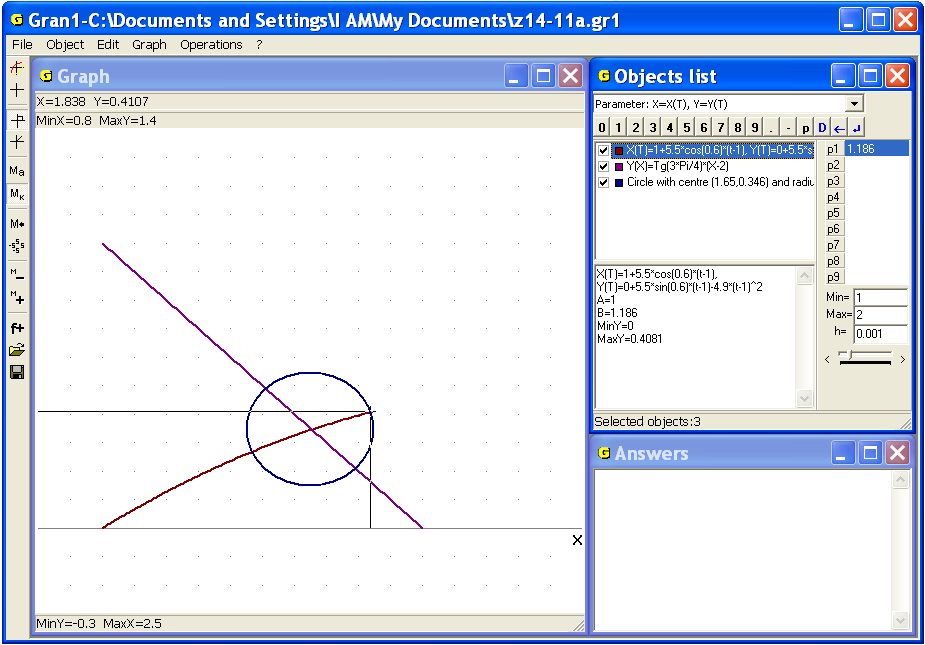 Gran1-C:\Documents and Settings\I AM\My Documents\z14-11a.gr1
File Object Edit Graph Operations ?
Graph
X=1.838 Y=0.4107
MinX=0.8 MaxY=1.4
X
MinY=-0.3 MaxX=2.5
Ma
Mк
M
M
M
f+
Objects list
Parameter: X=X(T), Y=Y(T)
0 1 2 3 4 5 6 7 8 9 . - p D ← ↲
X(T)=1+5.5*cos(0.6)*(t-1), Y(T)=0+5.5*s
Y(X)=Tg(3*Pi/4)*(X-2)
Circle with centre (1.65,0.346) and radiu
p1 1.186
p2
p3
p4
p5
p6
p7
p8
p9
X(T)=1+5.5*cos(0.6)*(t-1),
Y(T)=0+5.5*sin(0.6)*(t-1)-4.9*(t-1)^2
A=1
B=1.186
MinY=0
MaxY=0.4081
Min= 1
Max= 2
h= 0.001
< >
Selected objects:3
Answers